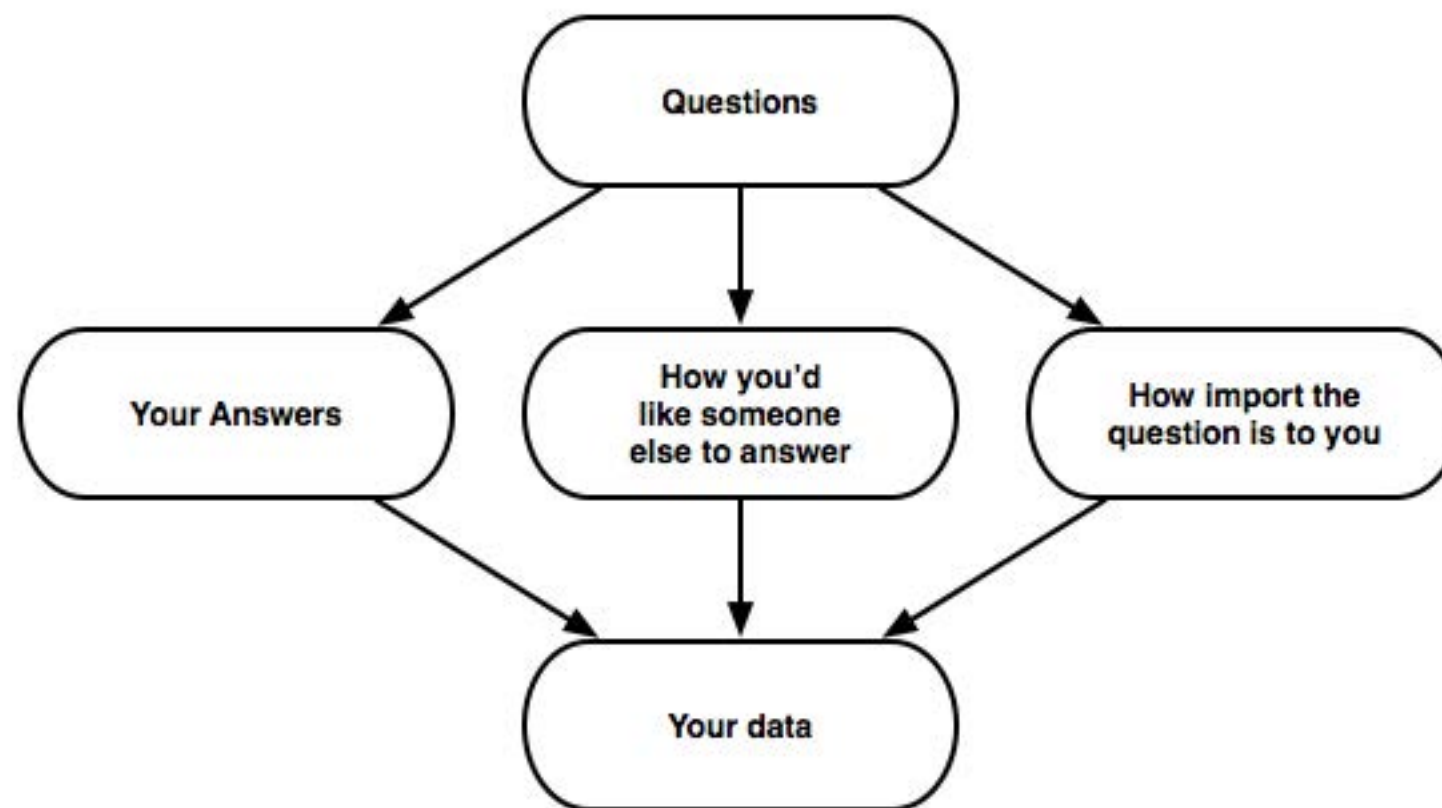 Questions
Your Answers
How you'd
like someone
else to answer
How import the
question is to you
Your data